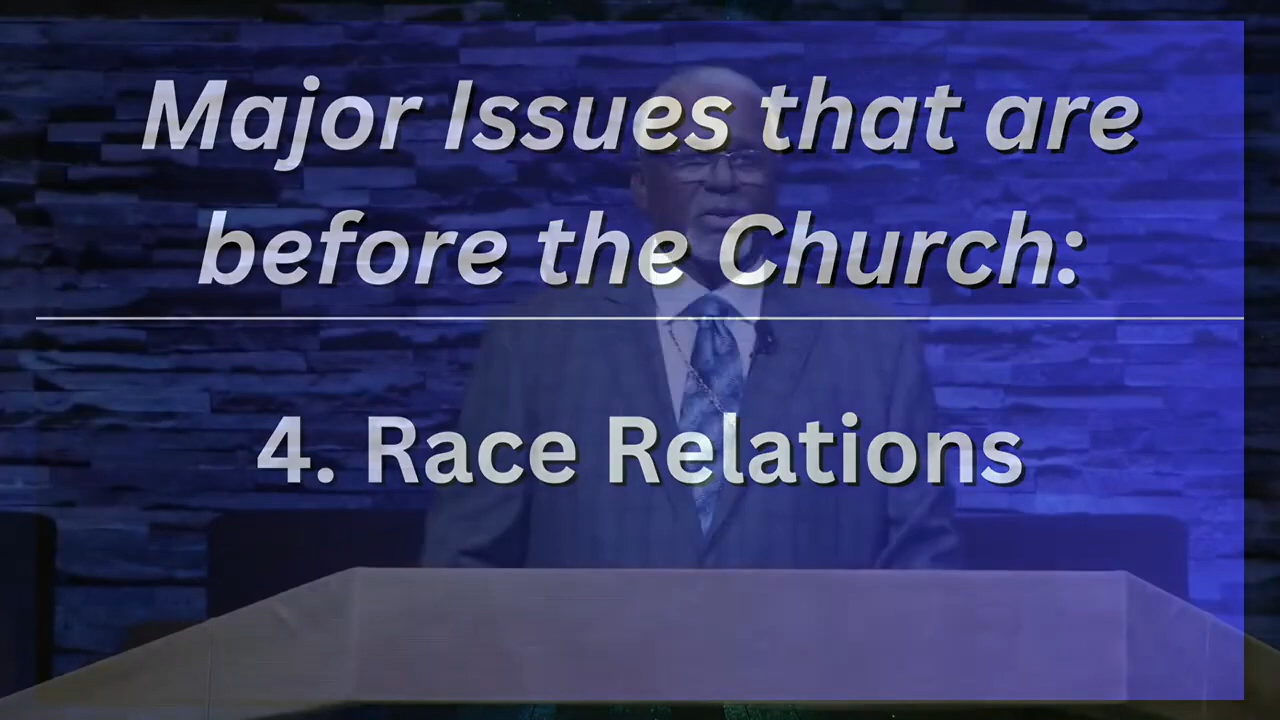 Major Issues that are
before the Church:
4. Race Relations